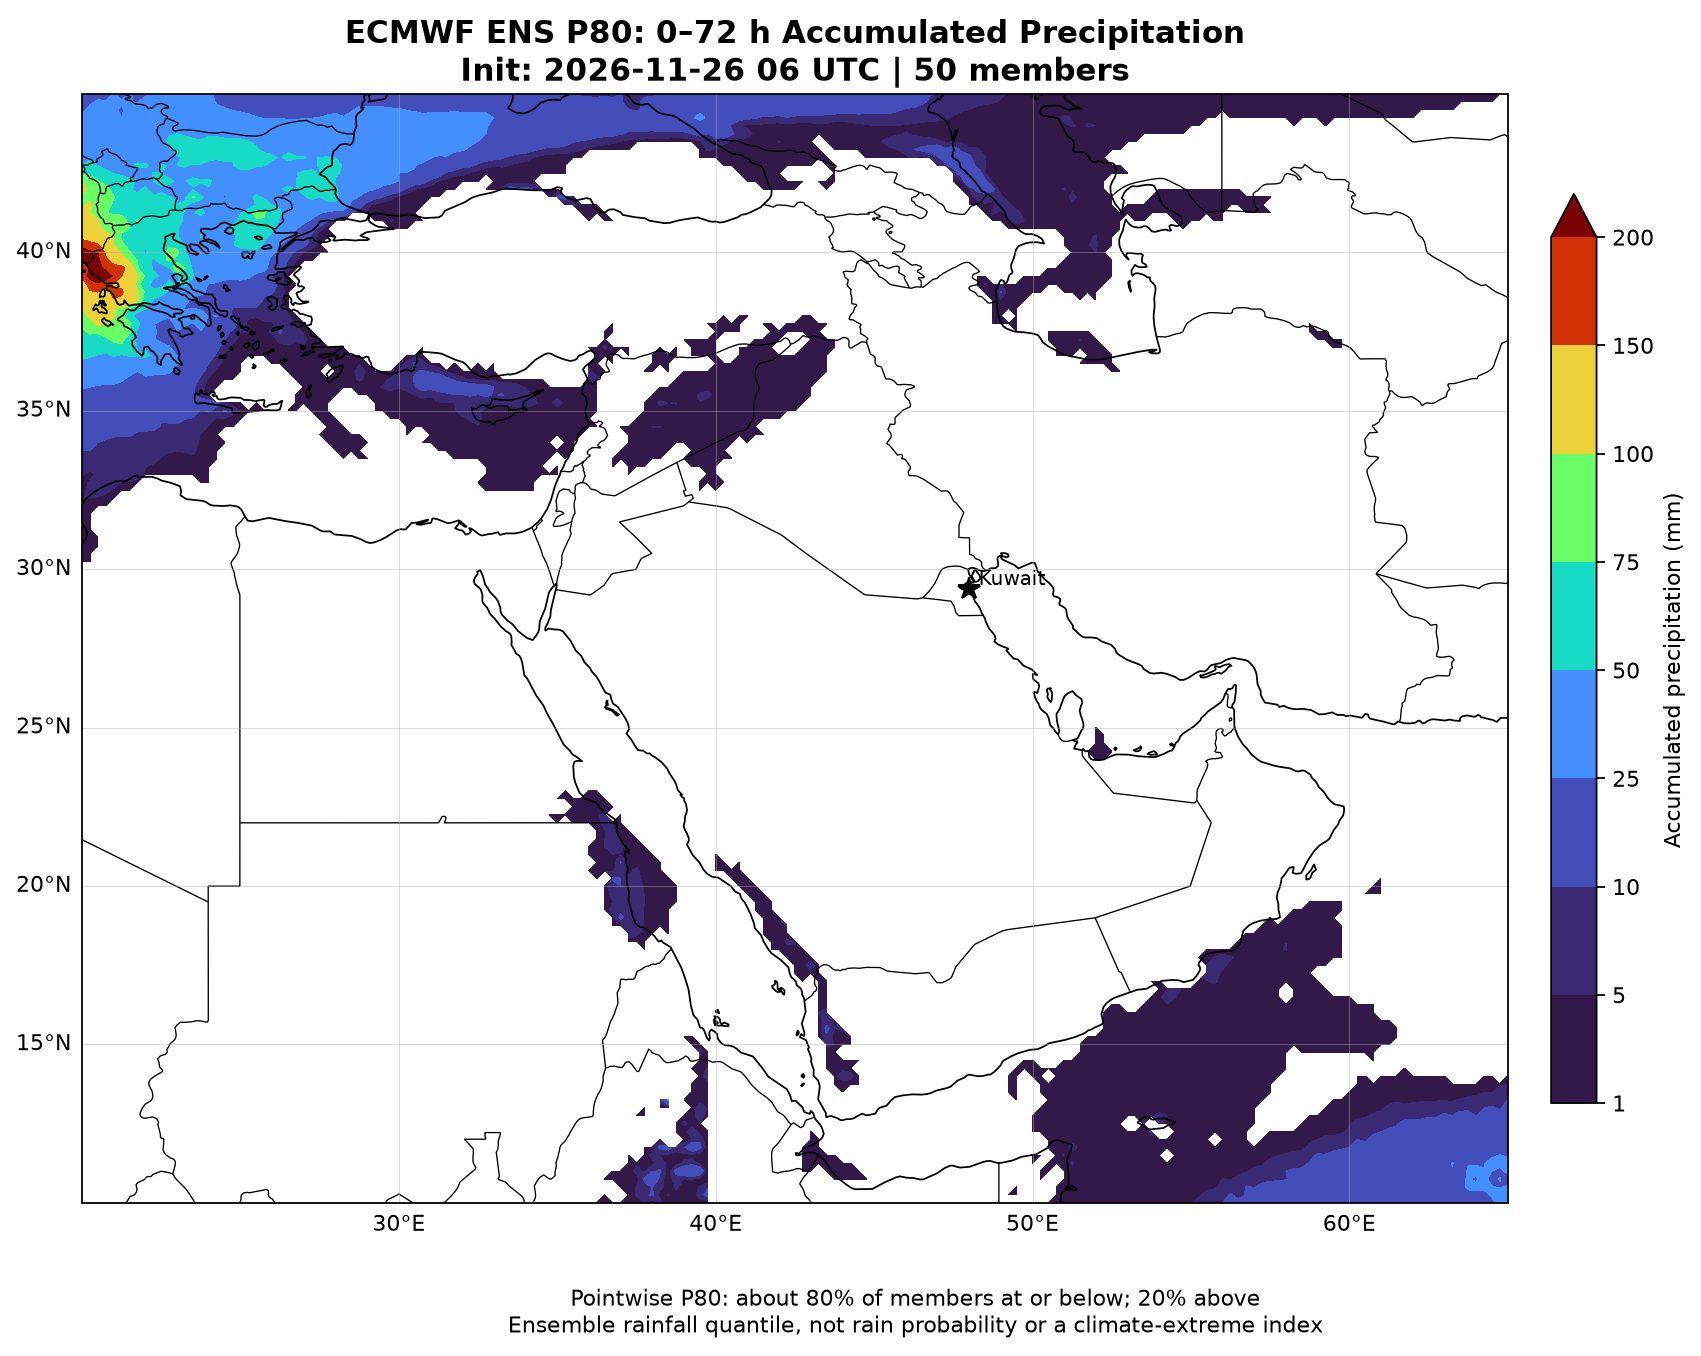 ECMWF ENS P80: 0–72 h Accumulated Precipitation
Init: 2026-11-26 06 UTC | 50 members
40°N
35°N
30°N
25°N
20°N
15°N
Kuwait
30°E
40°E
50°E
60°E
200
150
100
75
50
25
10
5
1
Accumulated precipitation (mm)
Pointwise P80: about 80% of members at or below; 20% above
Ensemble rainfall quantile, not rain probability or a climate-extreme index